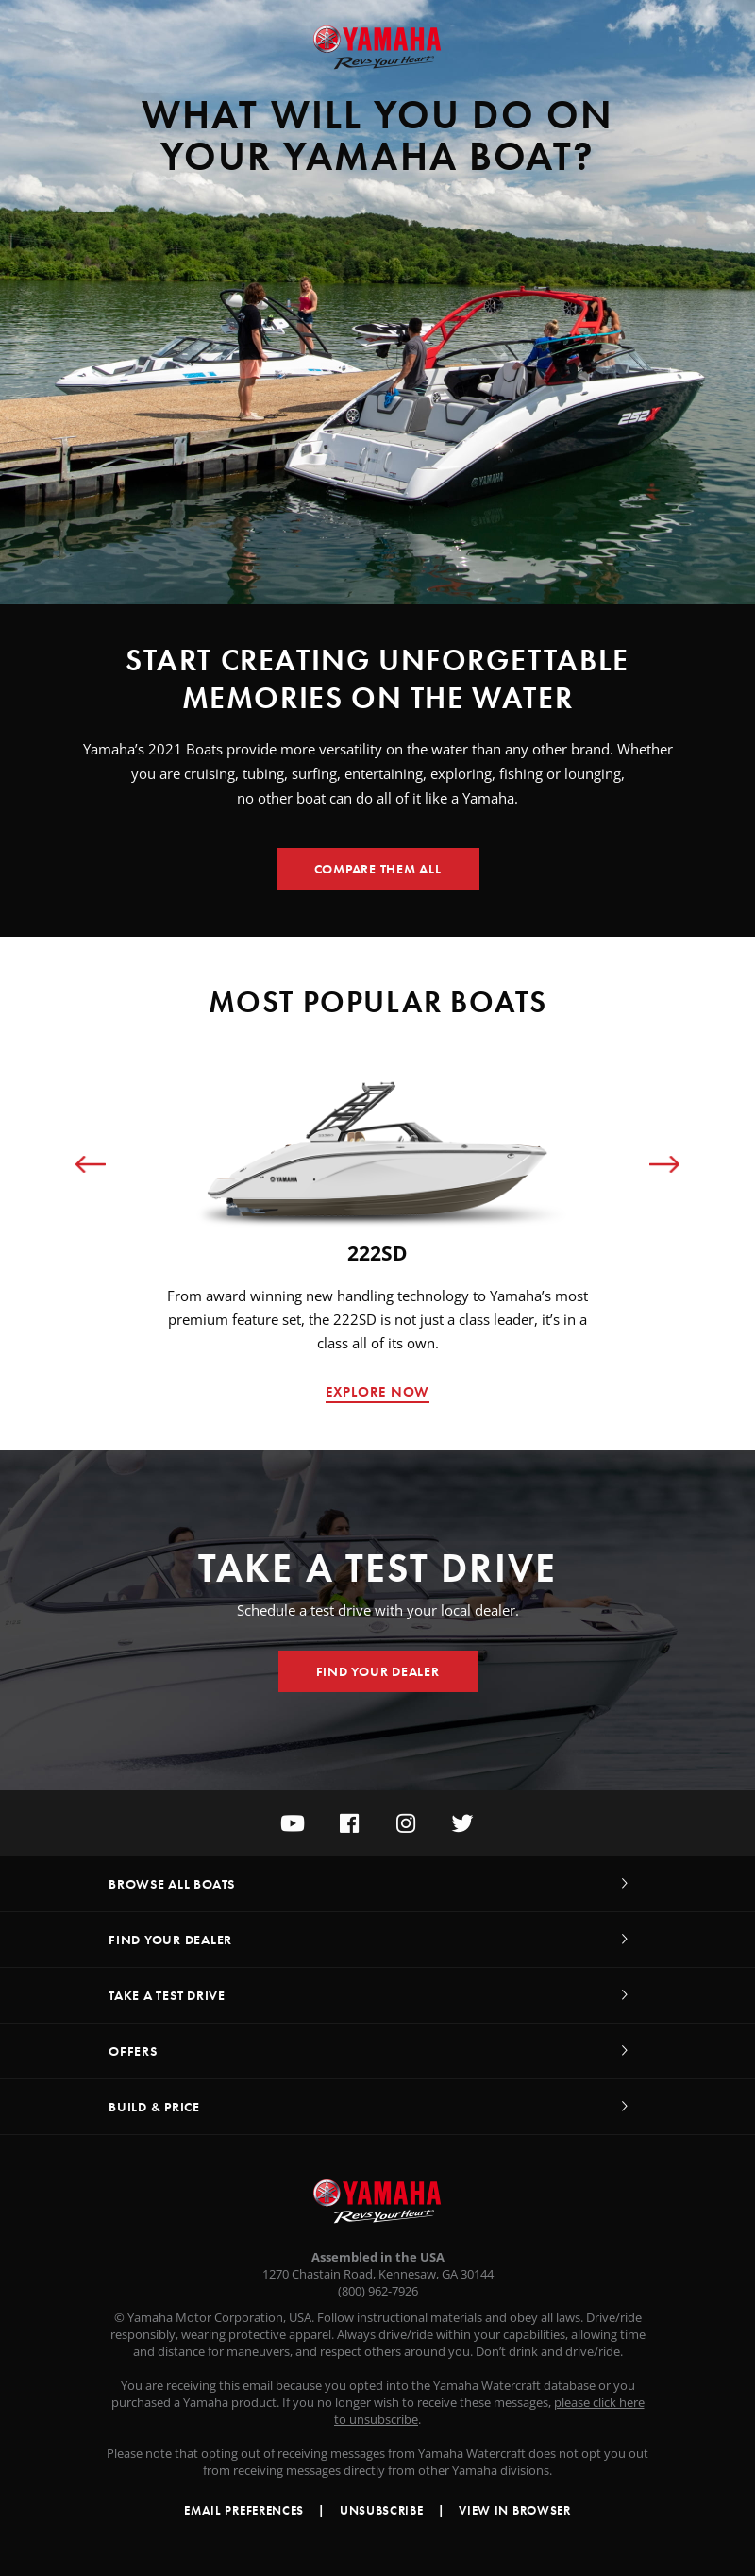 YAMAHA
Revs Your Heart
WHAT WILL YOU DO ON
YOUR YAMAHA BOAT?
252X
YAMAHA
START CREATING UNFORGETTABLE
MEMORIES ON THE WATER
Yamaha’s 2021 Boats provide more versatility on the water than any other brand. Whether
you are cruising, tubing, surfing, entertaining, exploring, fishing or lounging,
no other boat can do all of it like a Yamaha.
COMPARE THEM ALL
MOST POPULAR BOATS
YAMAHA
222SD
From award winning new handling technology to Yamaha’s most
premium feature set, the 222SD is not just a class leader, it’s in a
class all of its own.
EXPLORE NOW
TAKE A TEST DRIVE
Schedule a test drive with your local dealer.
FIND YOUR DEALER
BROWSE ALL BOATS
FIND YOUR DEALER
TAKE A TEST DRIVE
OFFERS
BUILD & PRICE
YAMAHA
Revs Your Heart
Assembled in the USA
1270 Chastain Road, Kennesaw, GA 30144
(800) 962-7926
© Yamaha Motor Corporation, USA. Follow instructional materials and obey all laws. Drive/ride
responsibly, wearing protective apparel. Always drive/ride within your capabilities, allowing time
and distance for maneuvers, and respect others around you. Don’t drink and drive/ride.
You are receiving this email because you opted into the Yamaha Watercraft database or you
purchased a Yamaha product. If you no longer wish to receive these messages, please click here
to unsubscribe.
Please note that opting out of receiving messages from Yamaha Watercraft does not opt you out
from receiving messages directly from other Yamaha divisions.
EMAIL PREFERENCES | UNSUBSCRIBE | VIEW IN BROWSER